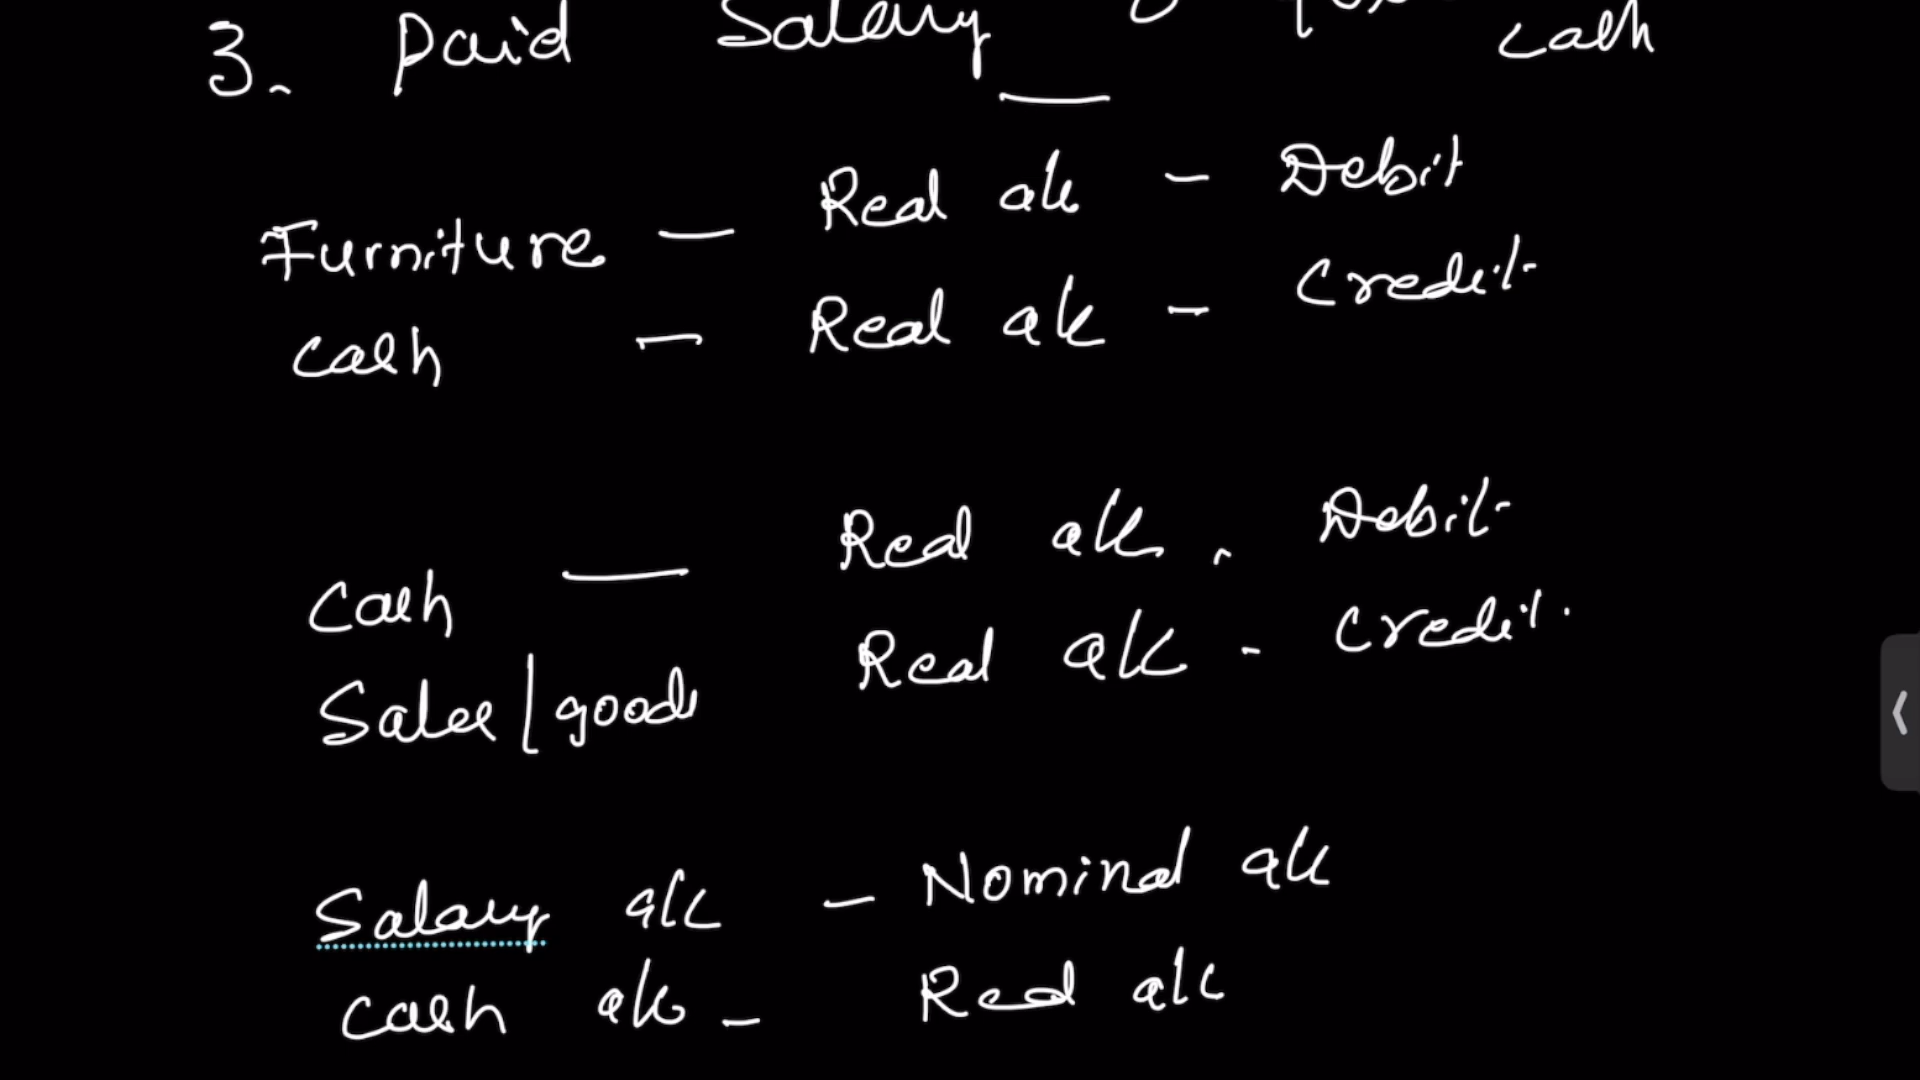 3. Paid Salary cash
Furniture — Real a/c - Debit
cash — Real a/c - Credit
Cash — Real a/c . Debit
Sales | goods Real a/c - Credit.
Salary a/c - Nominal a/c
cash a/c - Real a/c